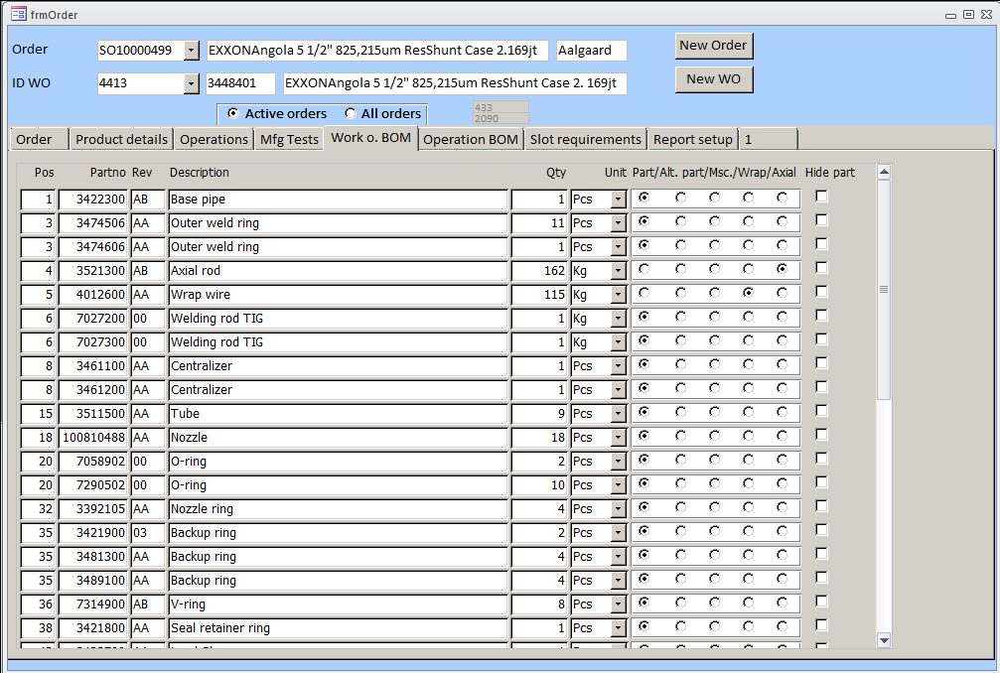 frmOrder
Order SO10000499 EXXONAngola 5 1/2" 825,215um ResShunt Case 2.169jt Aalgaard New Order
ID WO 4413 3448401 EXXONAngola 5 1/2" 825,215um ResShunt Case 2. 169jt New WO
Active orders All orders 433
2090
Order Product details Operations Mfg Tests Work o. BOM Operation BOM Slot requirements Report setup 1
Pos Partno Rev Description Qty Unit Part/Alt. part/Msc./Wrap/Axial Hide part
1 3422300 AB Base pipe 1 Pcs
3 3474506 AA Outer weld ring 11 Pcs
3 3474606 AA Outer weld ring 1 Pcs
4 3521300 AB Axial rod 162 Kg
5 4012600 AA Wrap wire 115 Kg
6 7027200 00 Welding rod TIG 1 Kg
6 7027300 00 Welding rod TIG 1 Kg
8 3461100 AA Centralizer 1 Pcs
8 3461200 AA Centralizer 1 Pcs
15 3511500 AA Tube 9 Pcs
18 100810488 AA Nozzle 18 Pcs
20 7058902 00 O-ring 2 Pcs
20 7290502 00 O-ring 10 Pcs
32 3392105 AA Nozzle ring 4 Pcs
35 3421900 03 Backup ring 2 Pcs
35 3481300 AA Backup ring 4 Pcs
35 3489100 AA Backup ring 4 Pcs
36 7314900 AB V-ring 8 Pcs
38 3421800 AA Seal retainer ring 1 Pcs